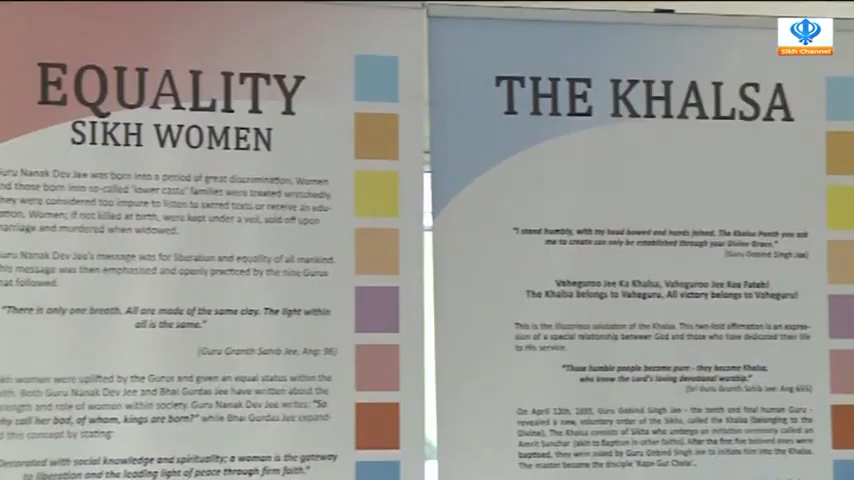 EQUALITY
SIKH WOMEN
Guru Nanak Dev Jee was born into a period of great discrimination. Women
nd those born into so-called 'lower caste' families were treated wretchedly.
hey were considered too impure to listen to sacred texts or receive an edu-
ation. Women; if not killed at birth, were kept under a veil, sold off upon
marriage and murdered when widowed.
uru Nanak Dev Jee's message was for liberation and equality of all mankind.
his message was then emphasised and openly practiced by the nine Gurus
hat followed.
"There is only one breath. All are made of the same clay. The light within
all is the same."
(Guru Granth Sahib Jee, Ang: 96)
kh women were uplifted by the Gurus and given an equal status within the
ith. Both Guru Nanak Dev Jee and Bhai Gurdas Jee have written about the
rength and role of women within society. Guru Nanak Dev Jee writes: "So
hy call her bad, of whom, kings are born?" while Bhai Gurdas Jee expand-
d this concept by stating:
Decorated with social knowledge and spirituality; a woman is the gateway
to liberation and the leading light of peace through firm faith."
THE KHALSA
"I stand humbly, with my head bowed and hands joined. The Khalsa Panth you ask
me to create can only be established through your Divine Grace."
(Guru Gobind Singh Jee)
Vaheguroo Jee Ka Khalsa, Vaheguroo Jee Kee Fateh!
The Khalsa belongs to Vaheguru, All victory belongs to Vaheguru!
This is the illustrious salutation of the Khalsa. This two-fold affirmation is an expres-
sion of a special relationship between God and those who have dedicated their life
to His service.
"Those humble people become pure - they become Khalsa,
who know the Lord's loving devotional worship."
(Sri Guru Granth Sahib Jee: Ang 655)
On April 13th, 1699, Guru Gobind Singh Jee - the tenth and final human Guru -
revealed a new, voluntary order of the Sikhs, called the Khalsa (belonging to the
Divine). The Khalsa consists of Sikhs who undergo an initiation ceremony called an
Amrit Sanchar (akin to Baptism in other faiths). After the first five beloved ones were
baptised, they were asked by Guru Gobind Singh Jee to initiate him into the Khalsa.
The master became the disciple 'Aape Gur Chela'.
Sikh Channel